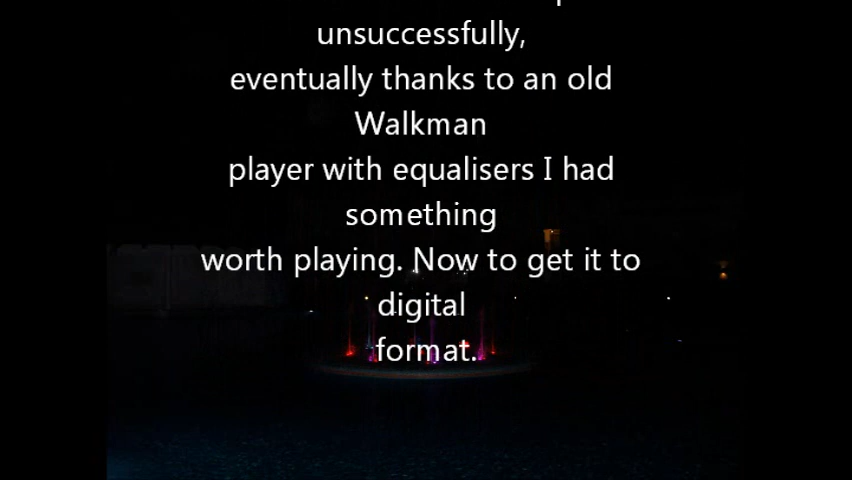 unsuccessfully,
eventually thanks to an old
Walkman
player with equalisers I had
something
worth playing. Now to get it to
digital
format.